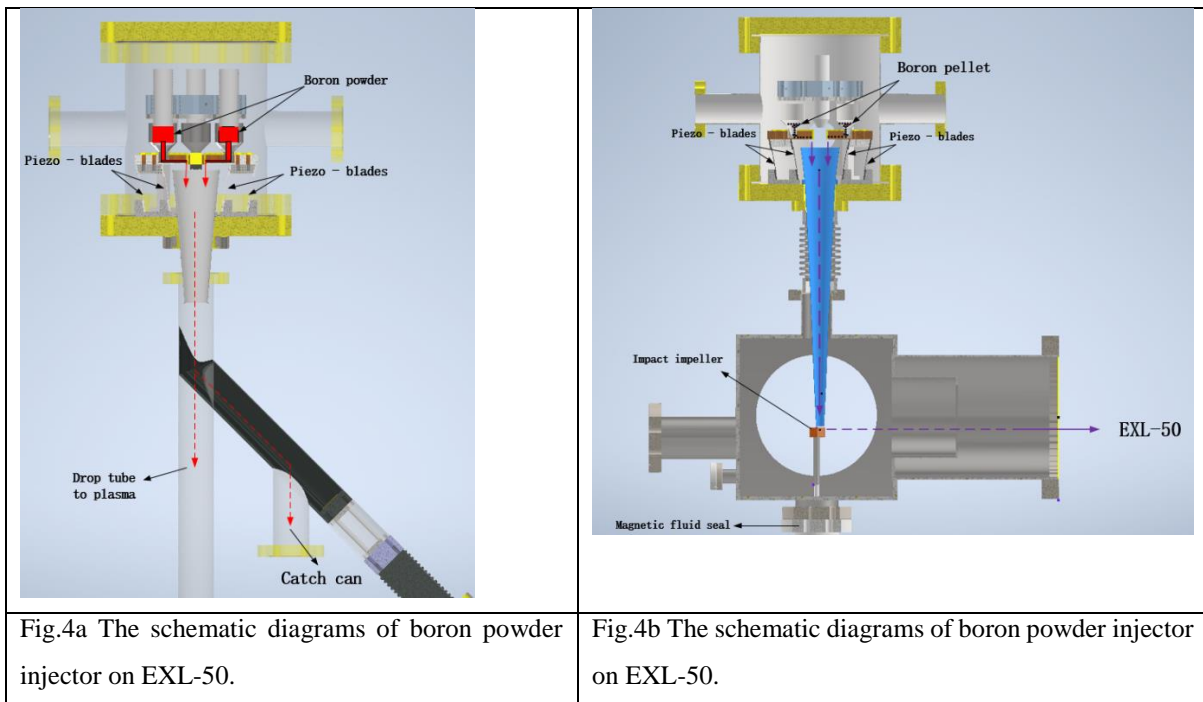 Boron powder
Piezo - blades
Piezo - blades
Drop tube
to plasma
Catch can
Boron pellet
Piezo - blades
Piezo - blades
Impact impeller
EXL-50
Magnetic fluid seal
Fig.4a The schematic diagrams of boron powder
injector on EXL-50.
Fig.4b The schematic diagrams of boron powder injector
on EXL-50.